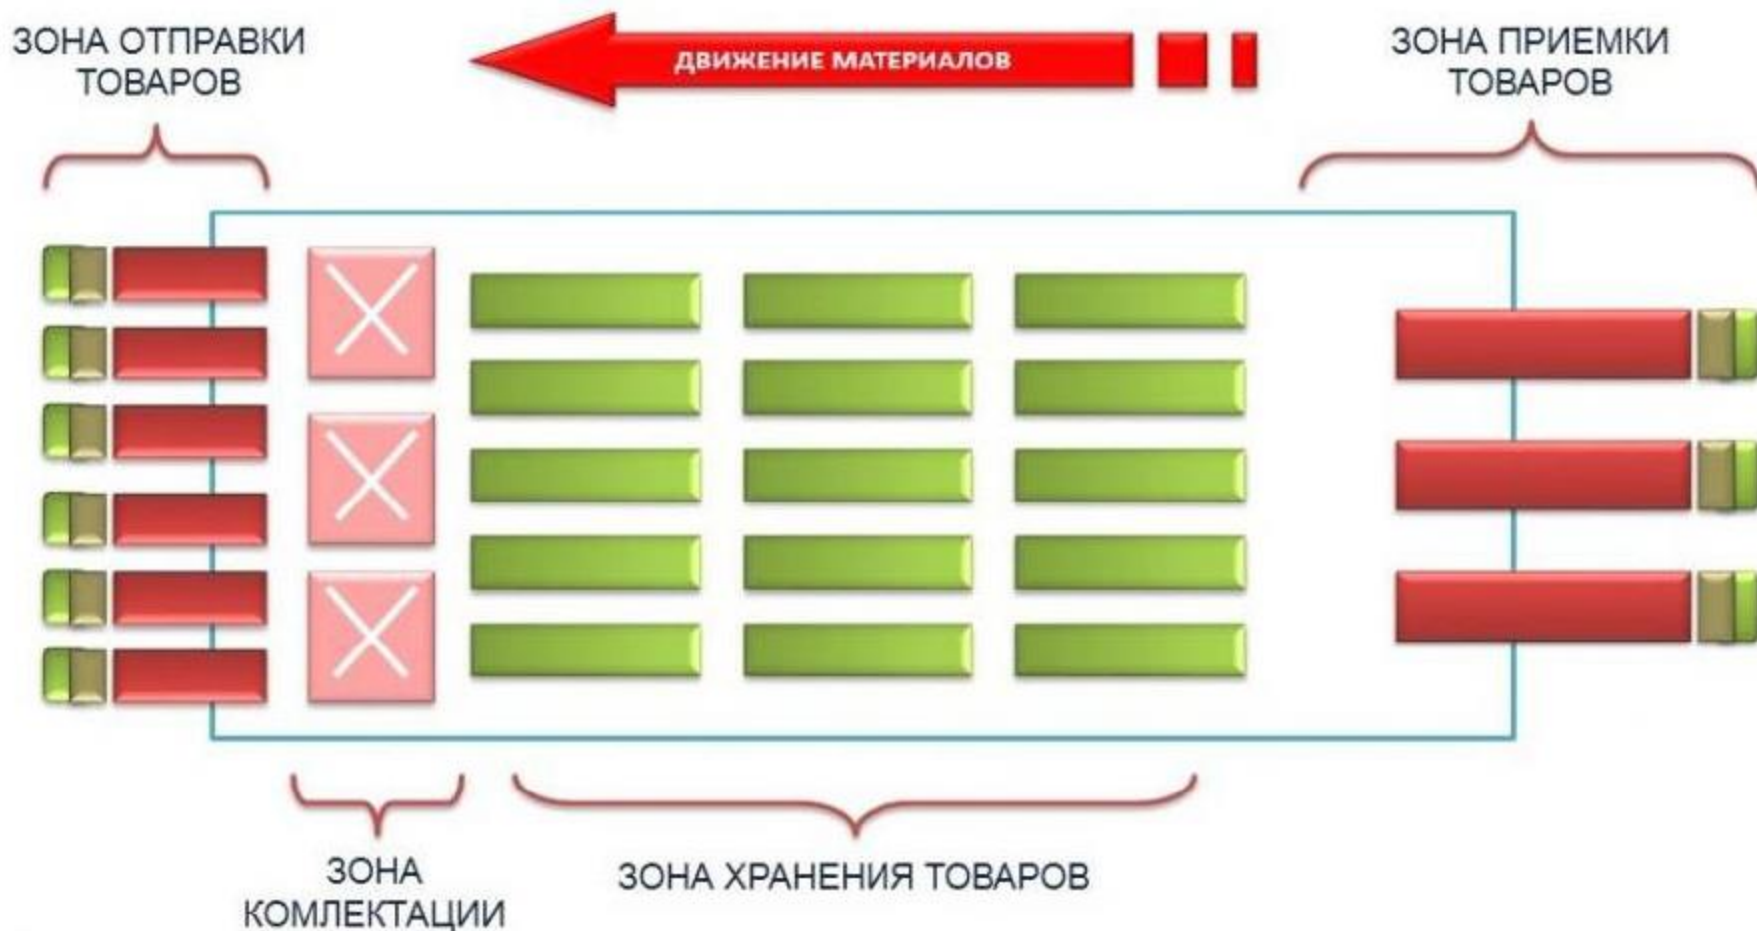 ЗОНА ОТПРАВКИ
ТОВАРОВ
ДВИЖЕНИЕ МАТЕРИАЛОВ
ЗОНА ПРИЕМКИ
ТОВАРОВ
ЗОНА
КОМЛЕКТАЦИИ
ЗОНА ХРАНЕНИЯ ТОВАРОВ